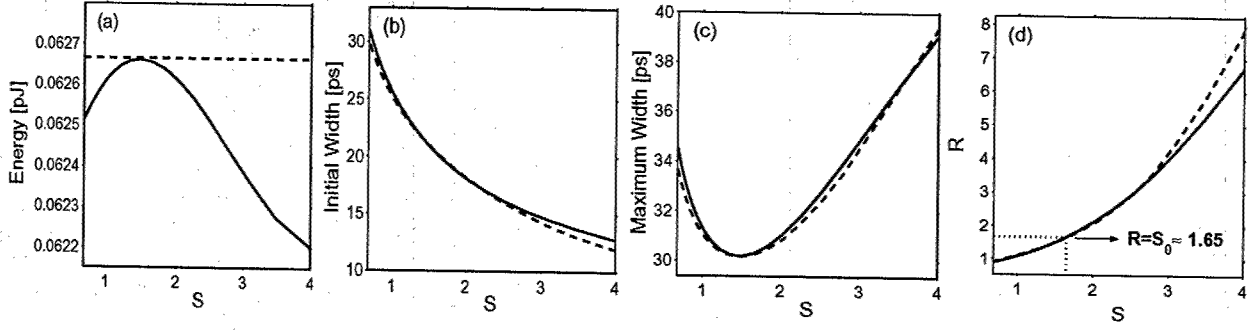 (a)
Energy [pJ]
0.0627
0.0626
0.0625
0.0624
0.0623
0.0622
1 2 3 4
S
(b)
Initial Width [ps]
30
25
20
15
10
1 2 3 4
S
(c)
Maximum Width [ps]
40
38
36
34
32
30
1 2 3 4
S
(d)
R
8
7
6
5
4
3
2
1
R=S0≈ 1.65
1 2 3 4
S